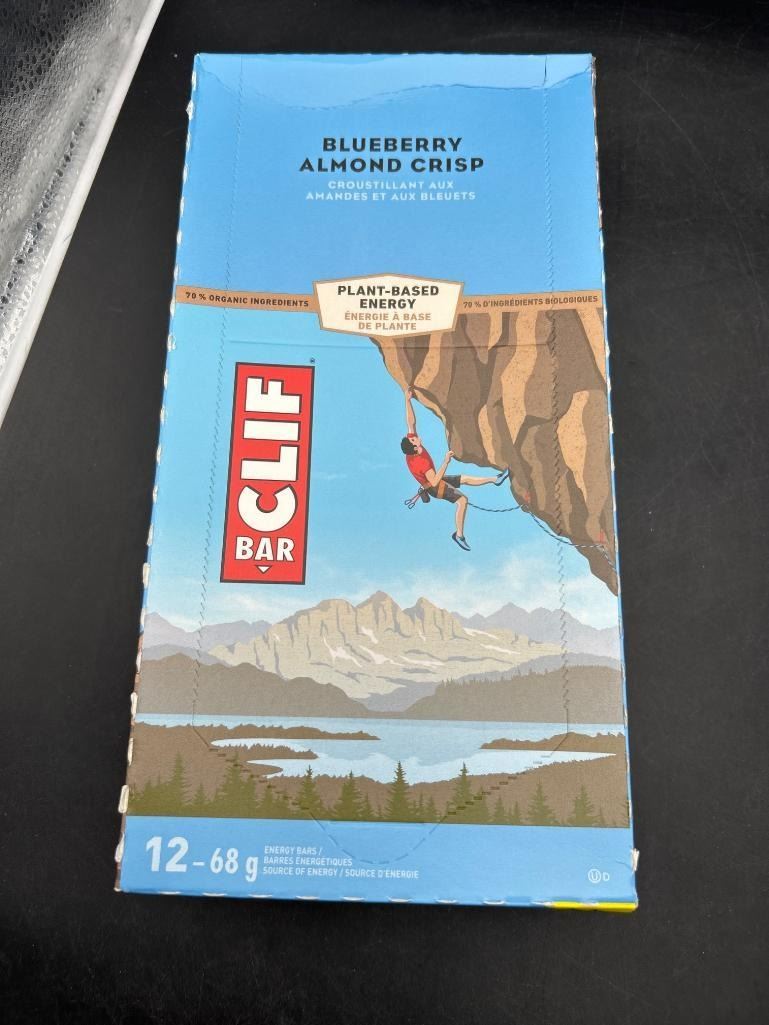 BLUEBERRY
ALMOND CRISP
CROUSTILLANT AUX
AMANDES ET AUX BLEUETS
70 % ORGANIC INGREDIENTS
PLANT-BASED
ENERGY
ÉNERGIE À BASE
DE PLANTE
70 % D'INGRÉDIENTS BIOLOGIQUES
CLIF
BAR
12 – 68 g
ENERGY BARS /
BARRES ÉNERGÉTIQUES
SOURCE OF ENERGY / SOURCE D'ÉNERGIE
Ⓤ D